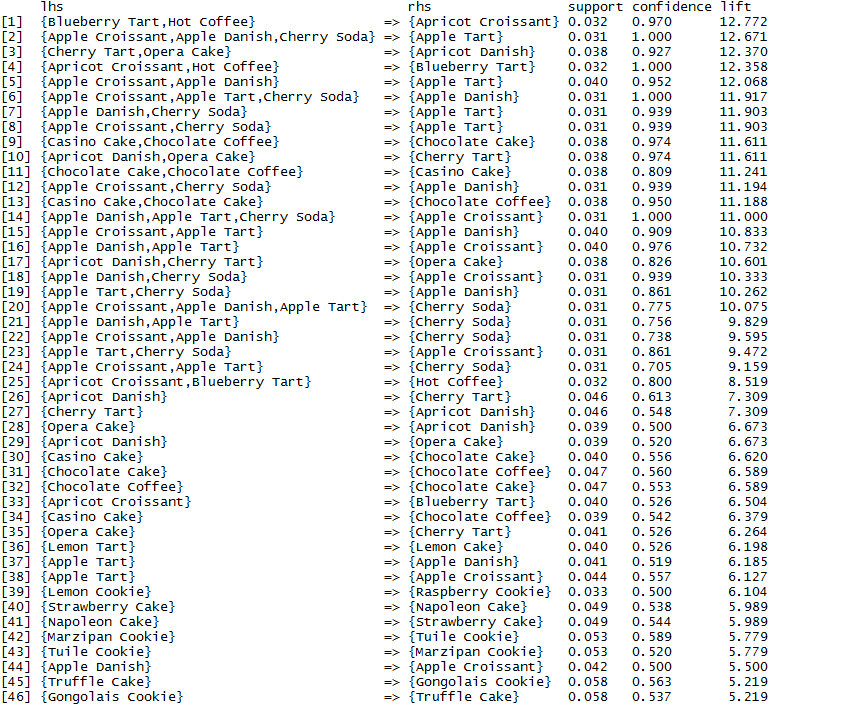 lhs rhs support confidence lift
[1] {Blueberry Tart,Hot Coffee} => {Apricot Croissant} 0.032 0.970 12.772
[2] {Apple Croissant,Apple Danish,Cherry Soda} => {Apple Tart} 0.031 1.000 12.671
[3] {Cherry Tart,Opera Cake} => {Apricot Danish} 0.038 0.927 12.370
[4] {Apricot Croissant,Hot Coffee} => {Blueberry Tart} 0.032 1.000 12.358
[5] {Apple Croissant,Apple Danish} => {Apple Tart} 0.040 0.952 12.068
[6] {Apple Croissant,Apple Tart,Cherry Soda} => {Apple Danish} 0.031 1.000 11.917
[7] {Apple Danish,Cherry Soda} => {Apple Tart} 0.031 0.939 11.903
[8] {Apple Croissant,Cherry Soda} => {Apple Tart} 0.031 0.939 11.903
[9] {Casino Cake,Chocolate Coffee} => {Chocolate Cake} 0.038 0.974 11.611
[10] {Apricot Danish,Opera Cake} => {Cherry Tart} 0.038 0.974 11.611
[11] {Chocolate Cake,Chocolate Coffee} => {Casino Cake} 0.038 0.809 11.241
[12] {Apple Croissant,Cherry Soda} => {Apple Danish} 0.031 0.939 11.194
[13] {Casino Cake,Chocolate Cake} => {Chocolate Coffee} 0.038 0.950 11.188
[14] {Apple Danish,Apple Tart,Cherry Soda} => {Apple Croissant} 0.031 1.000 11.000
[15] {Apple Croissant,Apple Tart} => {Apple Danish} 0.040 0.909 10.833
[16] {Apple Danish,Apple Tart} => {Apple Croissant} 0.040 0.976 10.732
[17] {Apricot Danish,Cherry Tart} => {Opera Cake} 0.038 0.826 10.601
[18] {Apple Danish,Cherry Soda} => {Apple Croissant} 0.031 0.939 10.333
[19] {Apple Tart,Cherry Soda} => {Apple Danish} 0.031 0.861 10.262
[20] {Apple Croissant,Apple Danish,Apple Tart} => {Cherry Soda} 0.031 0.775 10.075
[21] {Apple Danish,Apple Tart} => {Cherry Soda} 0.031 0.756 9.829
[22] {Apple Croissant,Apple Danish} => {Cherry Soda} 0.031 0.738 9.595
[23] {Apple Tart,Cherry Soda} => {Apple Croissant} 0.031 0.861 9.472
[24] {Apple Croissant,Apple Tart} => {Cherry Soda} 0.031 0.705 9.159
[25] {Apricot Croissant,Blueberry Tart} => {Hot Coffee} 0.032 0.800 8.519
[26] {Apricot Danish} => {Cherry Tart} 0.046 0.613 7.309
[27] {Cherry Tart} => {Apricot Danish} 0.046 0.548 7.309
[28] {Opera Cake} => {Apricot Danish} 0.039 0.500 6.673
[29] {Apricot Danish} => {Opera Cake} 0.039 0.520 6.673
[30] {Casino Cake} => {Chocolate Cake} 0.040 0.556 6.620
[31] {Chocolate Cake} => {Chocolate Coffee} 0.047 0.560 6.589
[32] {Chocolate Coffee} => {Chocolate Cake} 0.047 0.553 6.589
[33] {Apricot Croissant} => {Blueberry Tart} 0.040 0.526 6.504
[34] {Casino Cake} => {Chocolate Coffee} 0.039 0.542 6.379
[35] {Opera Cake} => {Cherry Tart} 0.041 0.526 6.264
[36] {Lemon Tart} => {Lemon Cake} 0.040 0.526 6.198
[37] {Apple Tart} => {Apple Danish} 0.041 0.519 6.185
[38] {Apple Tart} => {Apple Croissant} 0.044 0.557 6.127
[39] {Lemon Cookie} => {Raspberry Cookie} 0.033 0.500 6.104
[40] {Strawberry Cake} => {Napoleon Cake} 0.049 0.538 5.989
[41] {Napoleon Cake} => {Strawberry Cake} 0.049 0.544 5.989
[42] {Marzipan Cookie} => {Tuile Cookie} 0.053 0.589 5.779
[43] {Tuile Cookie} => {Marzipan Cookie} 0.053 0.520 5.779
[44] {Apple Danish} => {Apple Croissant} 0.042 0.500 5.500
[45] {Truffle Cake} => {Gongolais Cookie} 0.058 0.563 5.219
[46] {Gongolais Cookie} => {Truffle Cake} 0.058 0.537 5.219